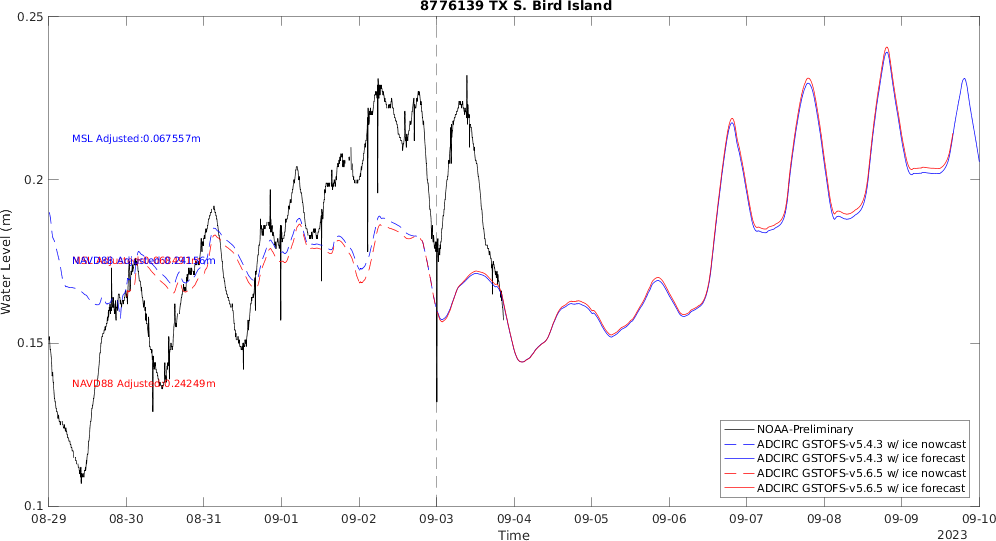 8776139 TX S. Bird Island
0.25
0.2
0.15
0.1
Water Level (m)
MSL Adjusted:0.067557m
NAVD88 Adjusted:0.24249m
08-29 08-30 08-31 09-01 09-02 09-03 09-04 09-05 09-06 09-07 09-08 09-09 09-10
Time
2023
NOAA-Preliminary
ADCIRC GSTOFS-v5.4.3 w/ ice nowcast
ADCIRC GSTOFS-v5.4.3 w/ ice forecast
ADCIRC GSTOFS-v5.6.5 w/ ice nowcast
ADCIRC GSTOFS-v5.6.5 w/ ice forecast